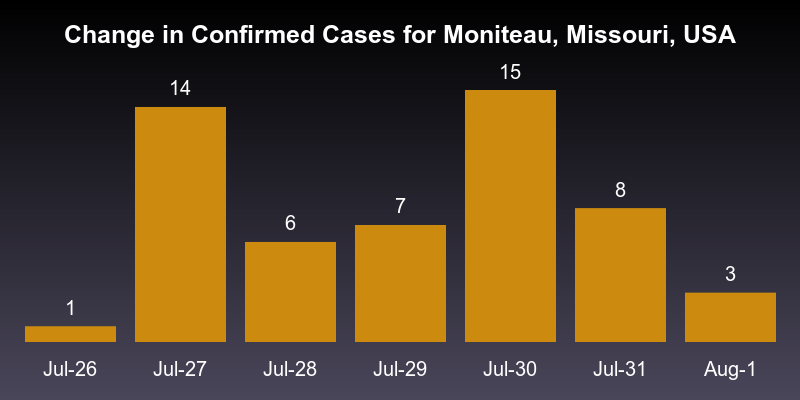 Change in Confirmed Cases for Moniteau, Missouri, USA
1
14
6
7
15
8
3
Jul-26
Jul-27
Jul-28
Jul-29
Jul-30
Jul-31
Aug-1